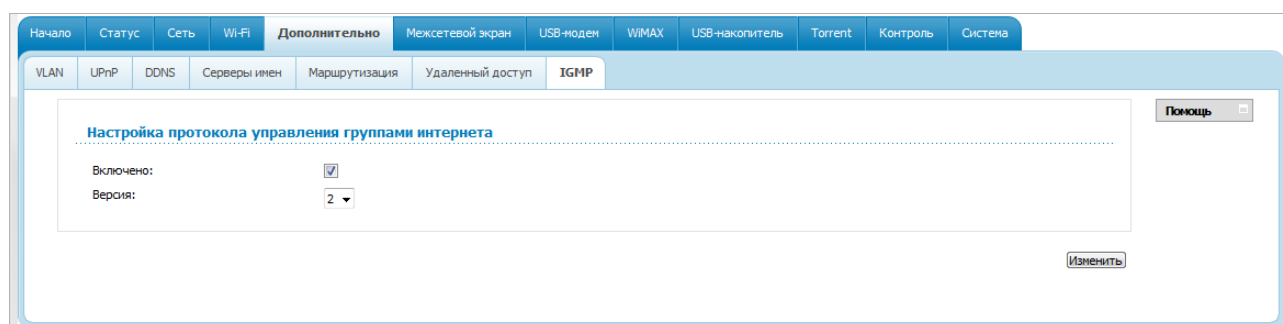 Начало Статус Сеть Wi-Fi Дополнительно Межсетевой экран USB-модем WiMAX USB-накопитель Torrent Контроль Система
VLAN UPnP DDNS Серверы имен Маршрутизация Удаленный доступ IGMP
Помощь
Настройка протокола управления группами интернета
Включено:
Версия: 2
Изменить